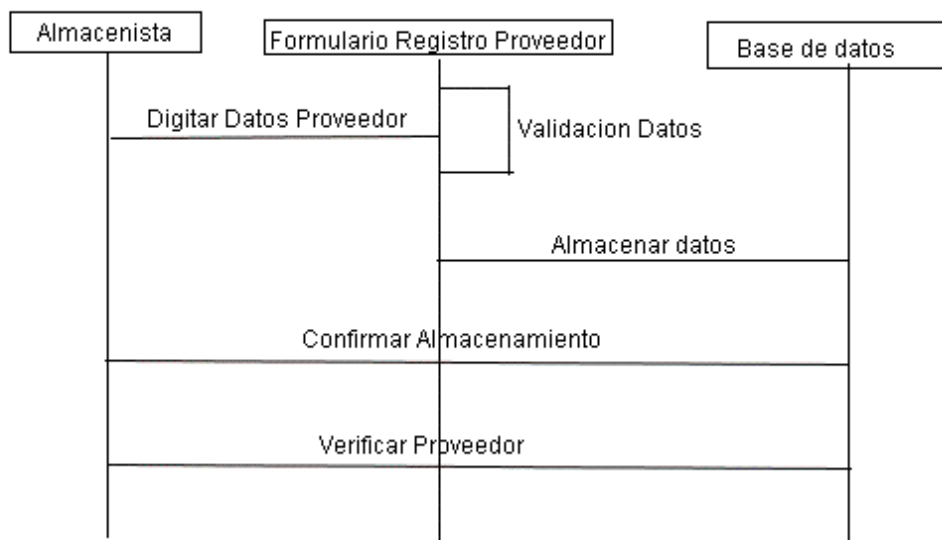 Almacenista
Formulario Registro Proveedor
Base de datos
Digitar Datos Proveedor
Validacion Datos
Almacenar datos
Confirmar Almacenamiento
Verificar Proveedor